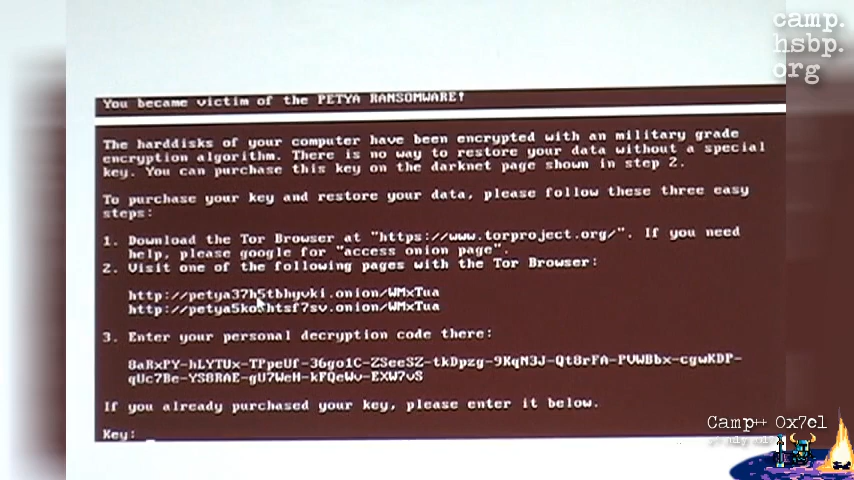 camp.
hsbp.
org
You became victim of the PETYA RANSOMWARE!
The harddisks of your computer have been encrypted with an military grade
encryption algorithm. There is no way to restore your data without a special
key. You can purchase this key on the darknet page shown in step 2.
To purchase your key and restore your data, please follow these three easy
steps:
1. Download the Tor Browser at "https://www.torproject.org/". If you need
help, please google for "access onion page".
2. Visit one of the following pages with the Tor Browser:
http://petya37h5tbhyvki.onion/WMxTua
.onion/WMxTua
3. Enter your personal decryption code there:
8aRxPY-hLYTUx-TPpeUf-36go1C-ZSeeSZ-tkDpzg-9KqN3J-Qt8rFA-PVWBbx-cgwKDP-
qUc7Be-YS8RAE-gU7WeH-kFQeWv-EXW7vS
If you already purchased your key, please enter it below.
Key:
Camp++ 0x7e1